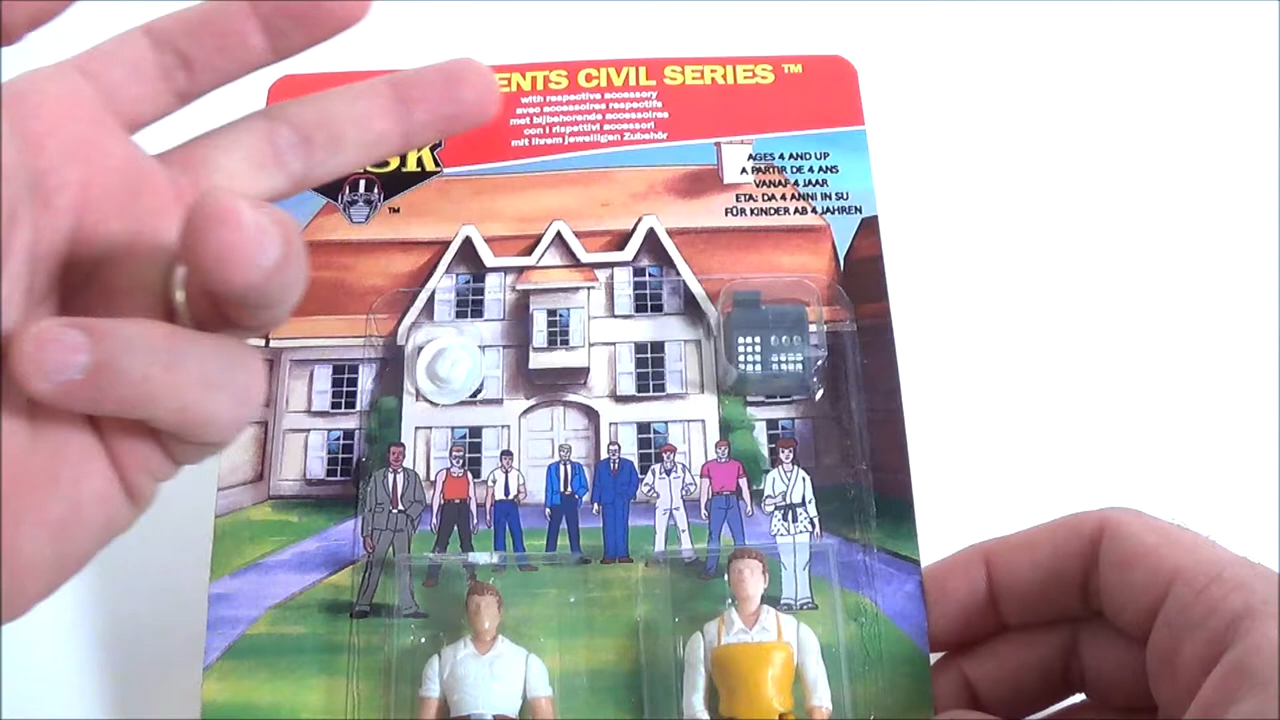 ENTS CIVIL SERIES ™
with respective accessory
avec accessoires respectifs
met bijbehorende accessoires
con i rispettivi accessori
mit ihrem jeweiligen Zubehör
SK
™
AGES 4 AND UP
A PARTIR DE 4 ANS
VANAF 4 JAAR
ETA: DA 4 ANNI IN SU
FÜR KINDER AB 4 JAHREN